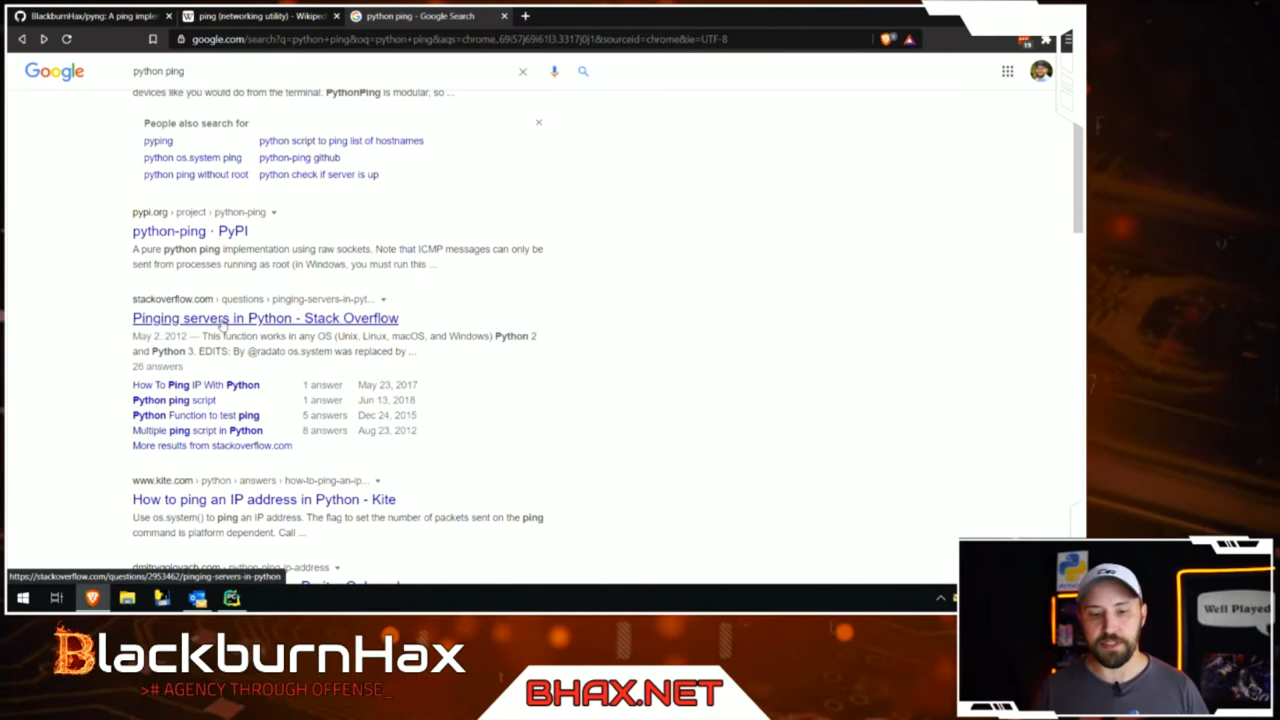 BlackburnHax/pyng: A ping imple
ping (networking utility) - Wikiped
python ping - Google Search
google.com/search?q=python+ping&oq=python+ping&aqs=chrome..69i57j69i61l3.3317j0j1&sourceid=chrome&ie=UTF-8
19
Google
python ping
devices like you would do from the terminal. PythonPing is modular, so ...
People also search for
pyping
python script to ping list of hostnames
python os.system ping
python-ping github
python ping without root
python check if server is up
pypi.org › project › python-ping
python-ping · PyPI
A pure python ping implementation using raw sockets. Note that ICMP messages can only be
sent from processes running as root (in Windows, you must run this ...
stackoverflow.com › questions › pinging-servers-in-pyt...
Pinging servers in Python - Stack Overflow
May 2, 2012 — This function works in any OS (Unix, Linux, macOS, and Windows) Python 2
and Python 3. EDITS: By @radato os.system was replaced by ...
26 answers
How To Ping IP With Python 1 answer May 23, 2017
Python ping script 1 answer Jun 13, 2018
Python Function to test ping 5 answers Dec 24, 2015
Multiple ping script in Python 8 answers Aug 23, 2012
More results from stackoverflow.com
www.kite.com › python › answers › how-to-ping-an-ip...
How to ping an IP address in Python - Kite
Use os.system() to ping an IP address. The flag to set the number of packets sent on the ping
command is platform dependent. Call ...
https://stackoverflow.com/questions/2953462/pinging-servers-in-python
Well Played
BlackburnHax
># AGENCY THROUGH OFFENSE_
BHAX.NET